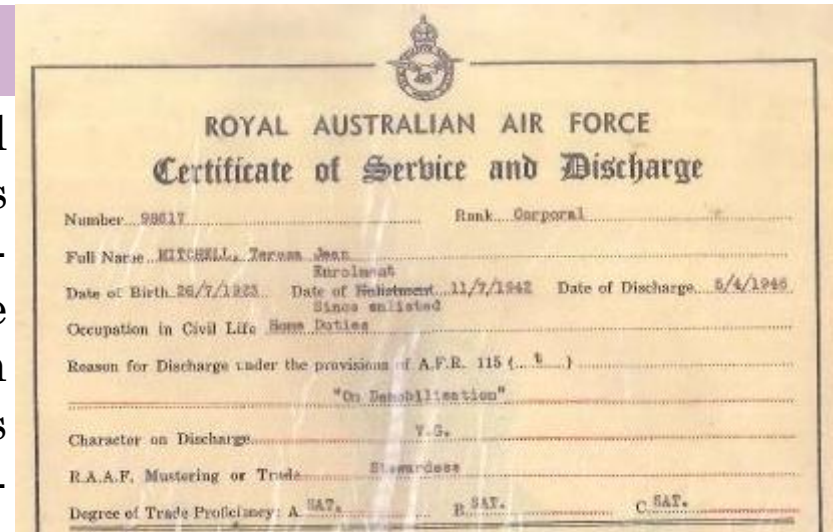 l
s
-
e
n
s
-
ROYAL AUSTRALIAN AIR FORCE
Certificate of Service and Discharge
Number 98617 Rank Corporal
Full Name MITCHELL, Teresa Jean
Enrolment
Date of Birth 26/7/1923 Date of Enlistment 11/7/1942 Date of Discharge 5/4/1946
Since enlisted
Occupation in Civil Life Home Duties
Reason for Discharge under the provisions of A.F.R. 115 ( )
"On Demobilisation"
Character on Discharge V.G.
R.A.A.F. Mustering or Trade Stewardess
Degree of Trade Proficiency: A SAT. B SAT. C SAT.